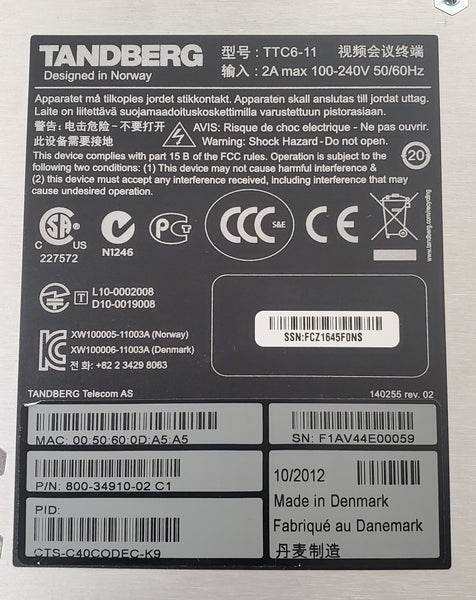 TANDBERG
Designed in Norway
型号: TTC6-11 视频会议终端
输入: 2A max 100-240V 50/60Hz
Apparatet må tilkoples jordet stikkontakt. Apparaten skall anslutas till jordat uttag.
Laite on liitettävä suojamaadoituskoskettimilla varustettuun pistorasiaan.
警告: 电击危险 -不要打开
此设备需要接地
AVIS: Risque de choc electrique - Ne pas ouvrir.
Warning: Shock Hazard - Do not open.
This device complies with part 15 B of the FCC rules. Operation is subject to the
following two conditions: (1) This device may not cause harmful interference &
(2) this device must accept any interference received, including interference that may
cause undesired operation.
20
C SA US
227572
N1246
PC
CCC S&E
CE
L10-0002008
D10-0019008
T
XW100005-11003A (Norway)
XW100006-11003A (Denmark)
전 화: +82 2 3429 8063
SSN:FCZ1645F0NS
TANDBERG Telecom AS
140255 rev. 02
MAC: 00:50:60:0D:A5:A5
SN: F1AV44E00059
P/N: 800-34910-02 C1
PID:
CTS-C40CODEC-K9
10/2012
Made in Denmark
Fabriqué au Danemark
丹麦制造